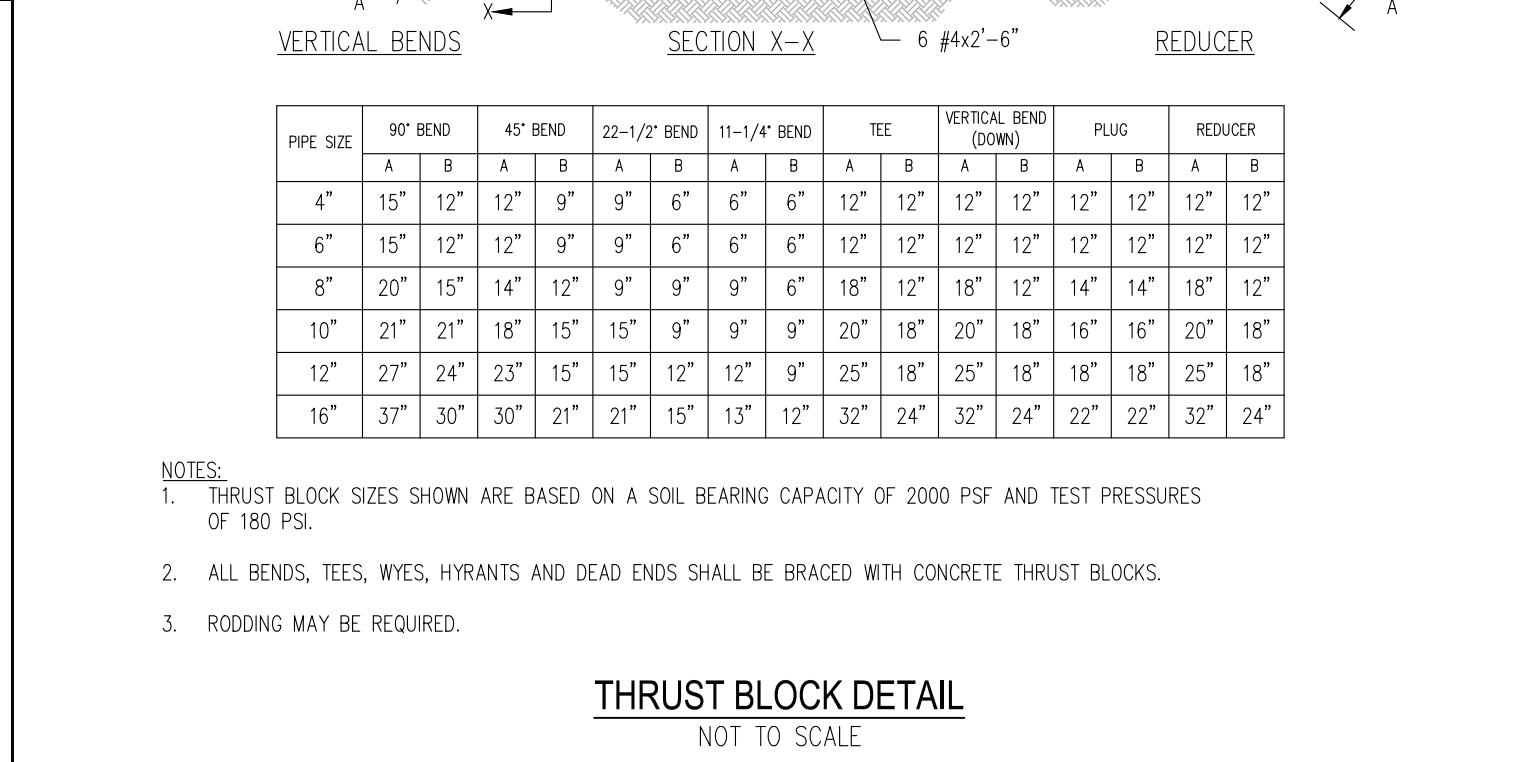 A X A
VERTICAL BENDS SECTION X-X 6 #4x2'-6" REDUCER
PIPE SIZE 90° BEND 45° BEND 22-1/2° BEND 11-1/4° BEND TEE VERTICAL BEND (DOWN) PLUG REDUCER
A B A B A B A B A B A B A B A B
4" 15" 12" 12" 9" 9" 6" 6" 6" 12" 12" 12" 12" 12" 12" 12" 12"
6" 15" 12" 12" 9" 9" 6" 6" 6" 12" 12" 12" 12" 12" 12" 12" 12"
8" 20" 15" 14" 12" 9" 9" 9" 6" 18" 12" 18" 12" 14" 14" 18" 12"
10" 21" 21" 18" 15" 15" 9" 9" 9" 20" 18" 20" 18" 16" 16" 20" 18"
12" 27" 24" 23" 15" 15" 12" 12" 9" 25" 18" 25" 18" 18" 18" 25" 18"
16" 37" 30" 30" 21" 21" 15" 13" 12" 32" 24" 32" 24" 22" 22" 32" 24"
NOTES:
1. THRUST BLOCK SIZES SHOWN ARE BASED ON A SOIL BEARING CAPACITY OF 2000 PSF AND TEST PRESSURES
OF 180 PSI.
2. ALL BENDS, TEES, WYES, HYRANTS AND DEAD ENDS SHALL BE BRACED WITH CONCRETE THRUST BLOCKS.
3. RODDING MAY BE REQUIRED.
THRUST BLOCK DETAIL
NOT TO SCALE